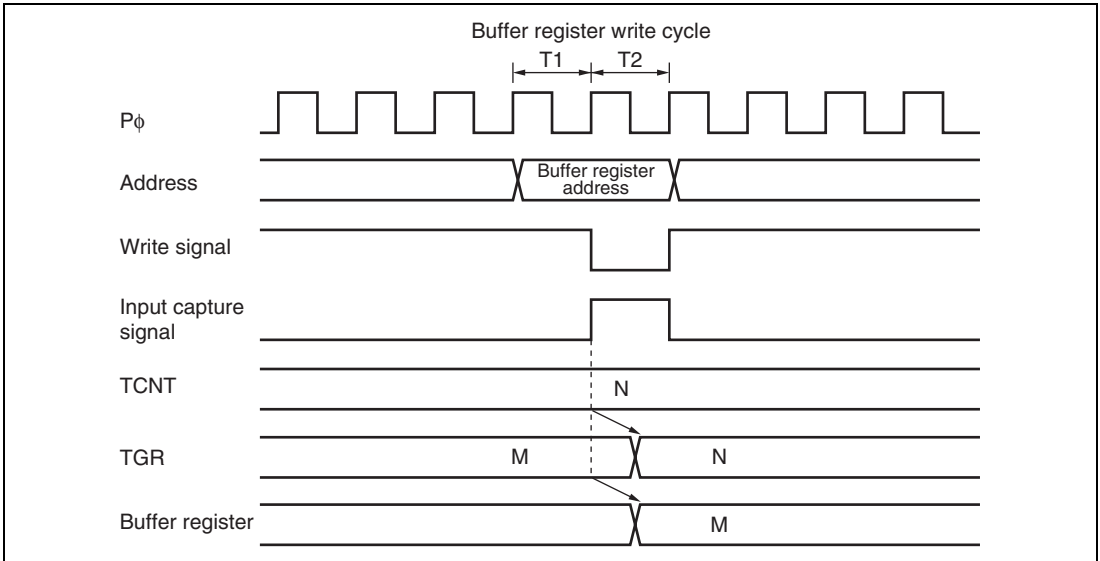 Buffer register write cycle
T1 T2
Pϕ
Buffer register
Address address
Write signal
Input capture
signal
TCNT N
TGR M N
Buffer register M